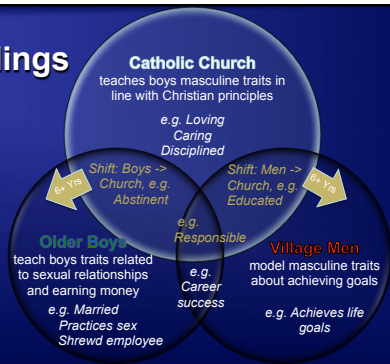 lings
Catholic Church
teaches boys masculine traits in
line with Christian principles
e.g. Loving
Caring
Disciplined
6+ Yrs
Shift: Boys ->
Church, e.g.
Abstinent
Shift: Men ->
Church, e.g.
Educated
6+ Yrs
e.g.
Responsible
Older Boys
teach boys traits related
to sexual relationships
and earning money
e.g. Married
Practices sex
Shrewd employee
e.g.
Career
success
Village Men
model masculine traits
about achieving goals
e.g. Achieves life
goals